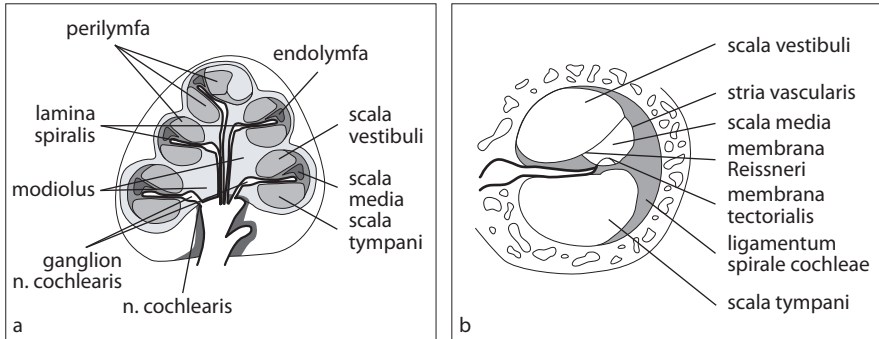 perilymfa
endolymfa
lamina
spiralis
scala
vestibuli
modiolus
scala
media
scala
tympani
ganglion
n. cochlearis
n. cochlearis
a
scala vestibuli
stria vascularis
scala media
membrana
Reissneri
membrana
tectorialis
ligamentum
spirale cochleae
scala tympani
b